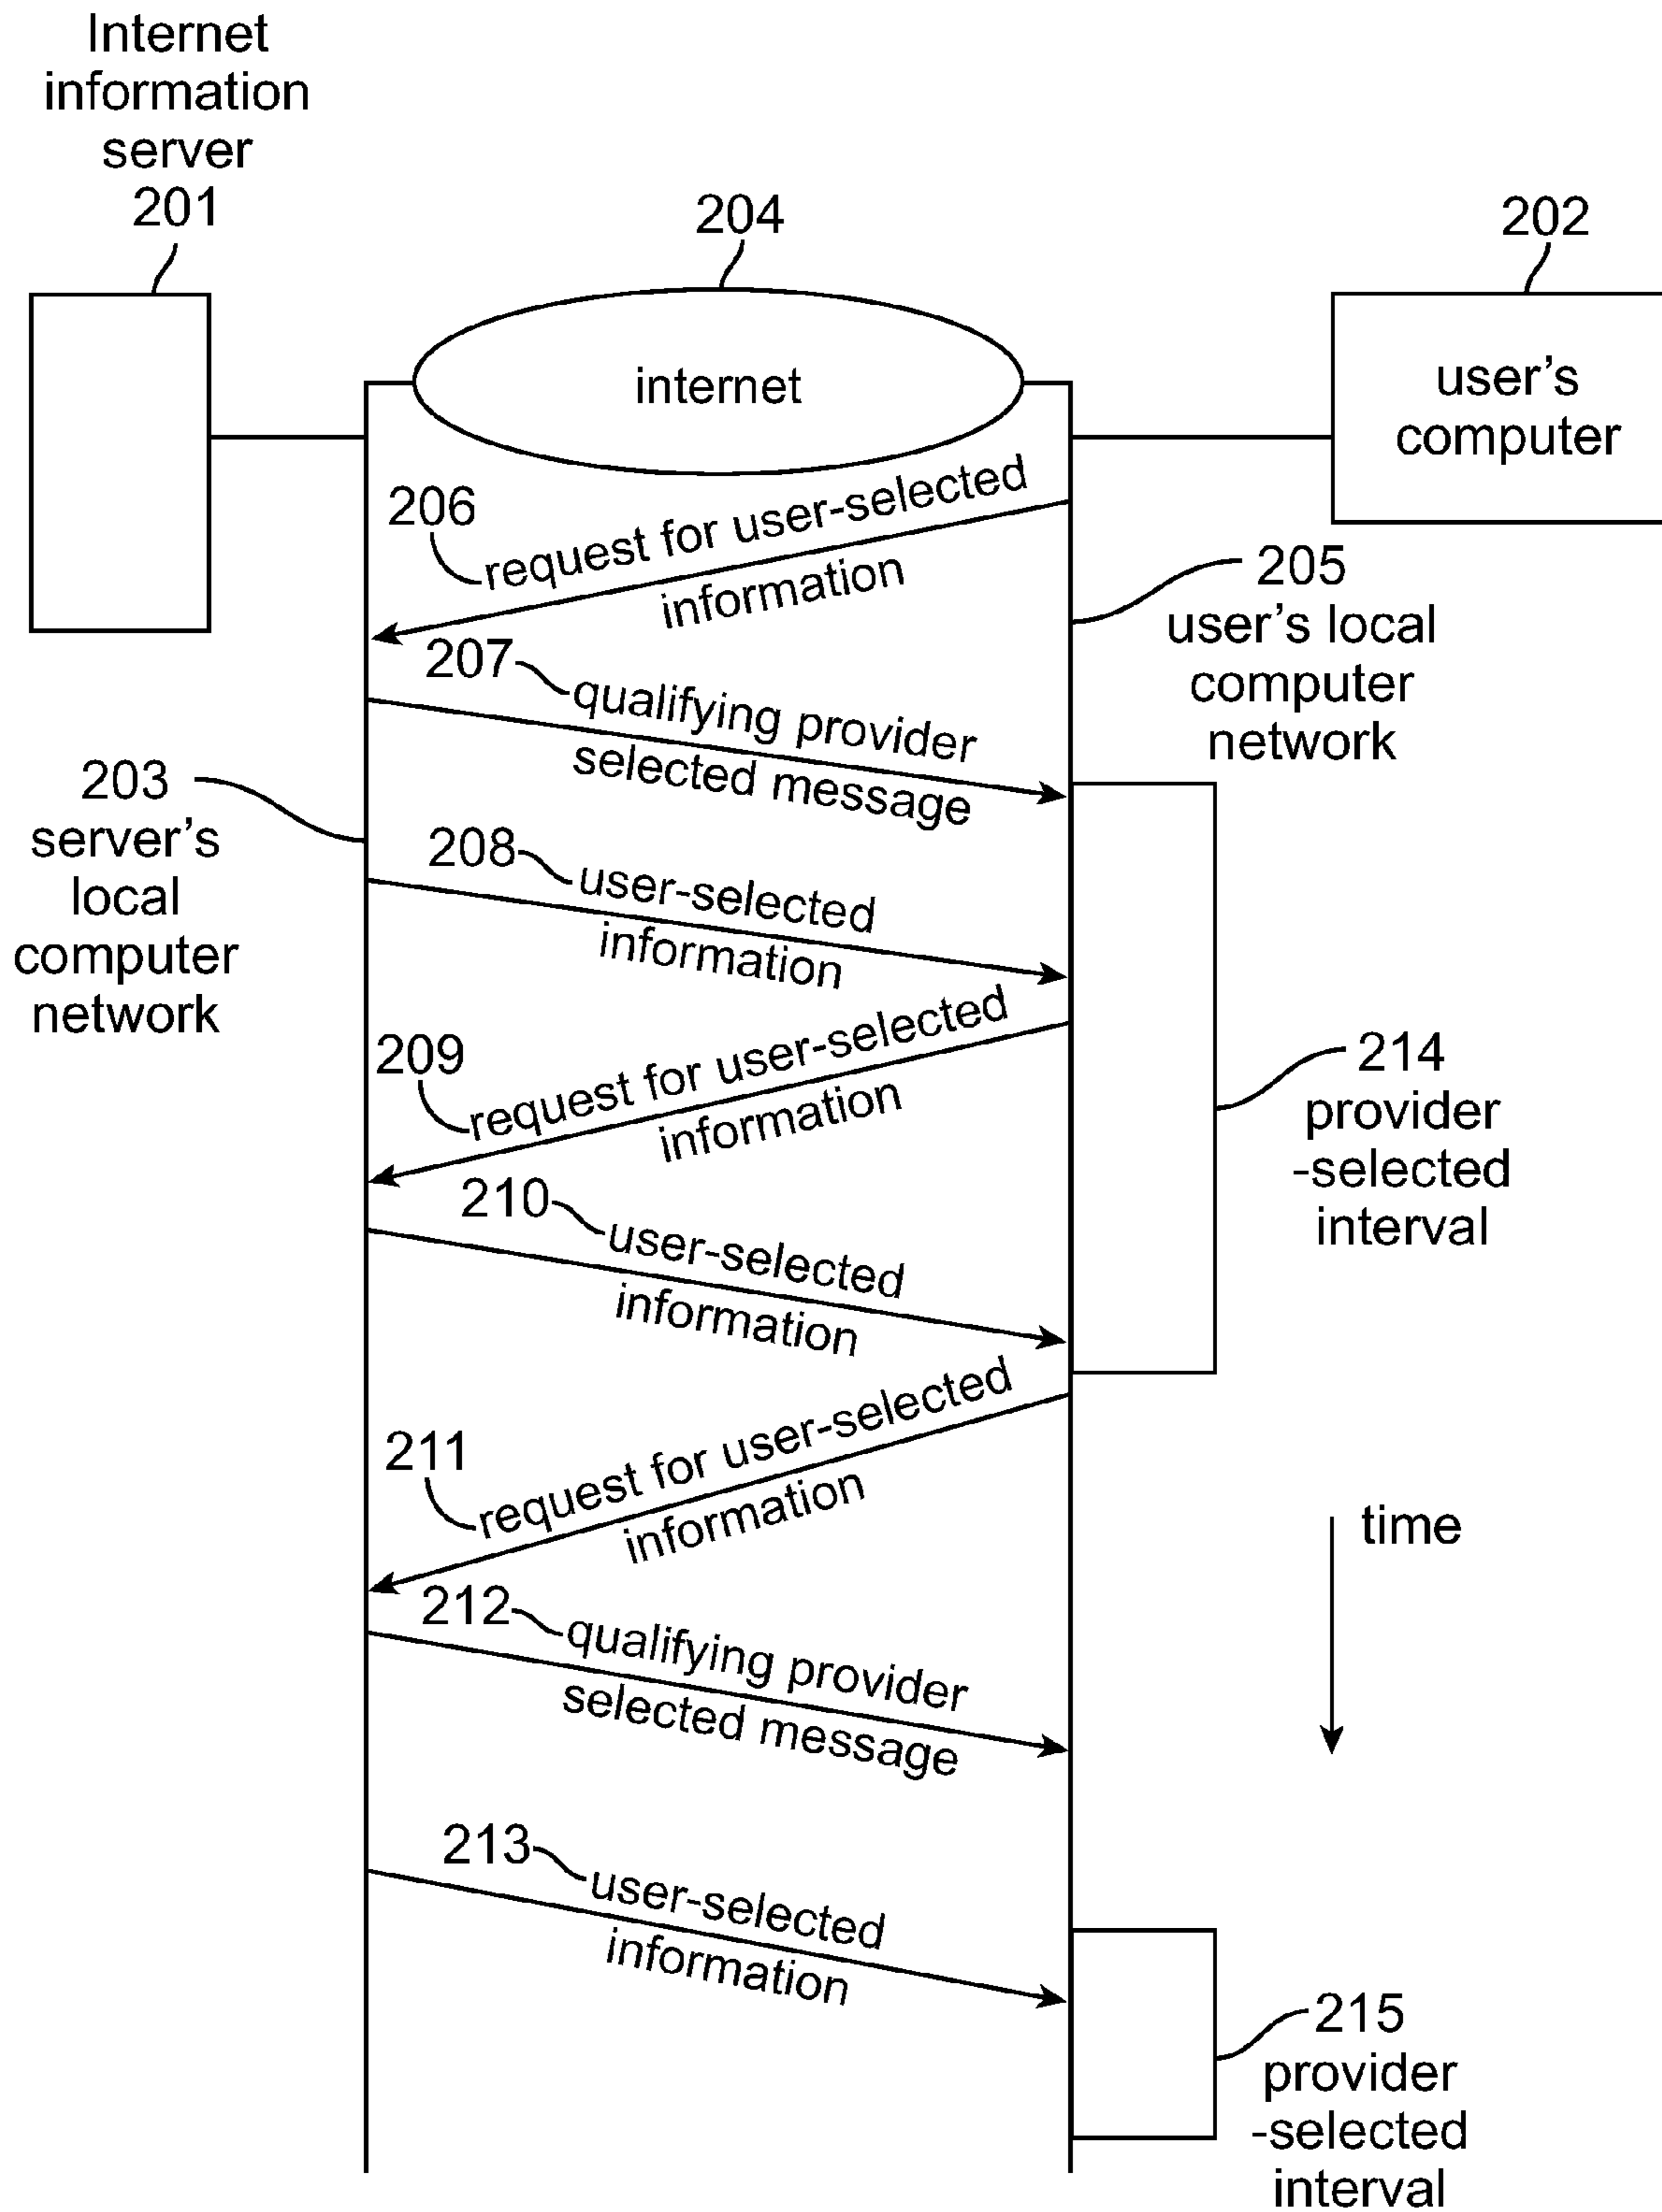 Internet
information
server
201
204
202
internet
user's
computer
206
request for user-selected
information
205
user's local
computer
network
207
qualifying provider
selected message
203
server's
local
computer
network
208
user-selected
information
209
request for user-selected
information
214
provider
-selected
interval
210
user-selected
information
211
request for user-selected
information
time
212
qualifying provider
selected message
213
user-selected
information
215
provider
-selected
interval